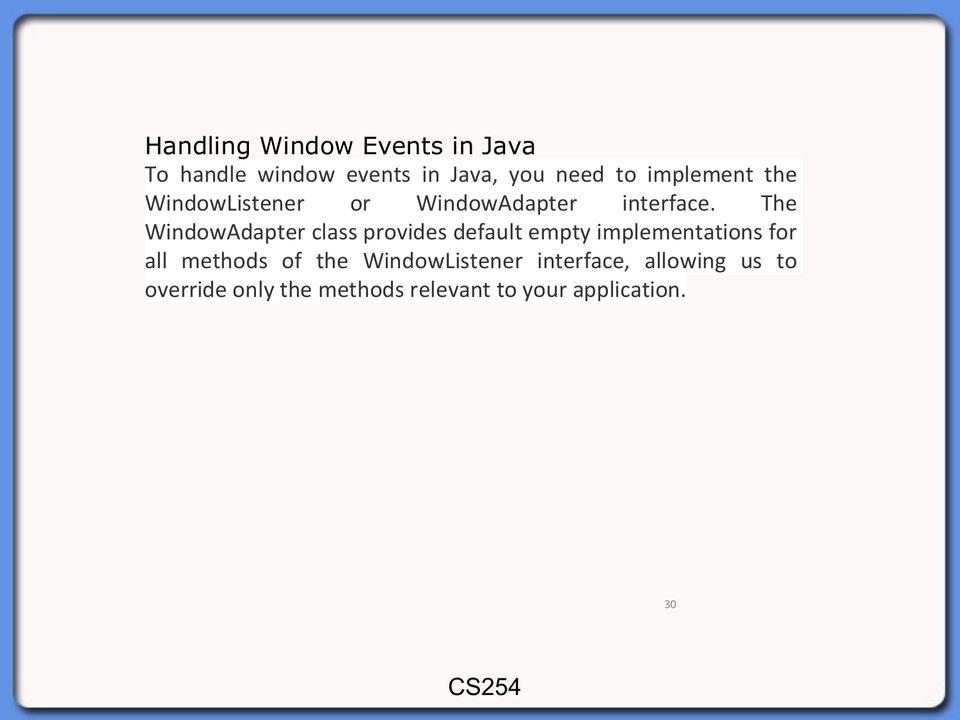 Handling Window Events in Java
To handle window events in Java, you need to implement the
WindowListener or WindowAdapter interface. The
WindowAdapter class provides default empty implementations for
all methods of the WindowListener interface, allowing us to
override only the methods relevant to your application.
30
CS254